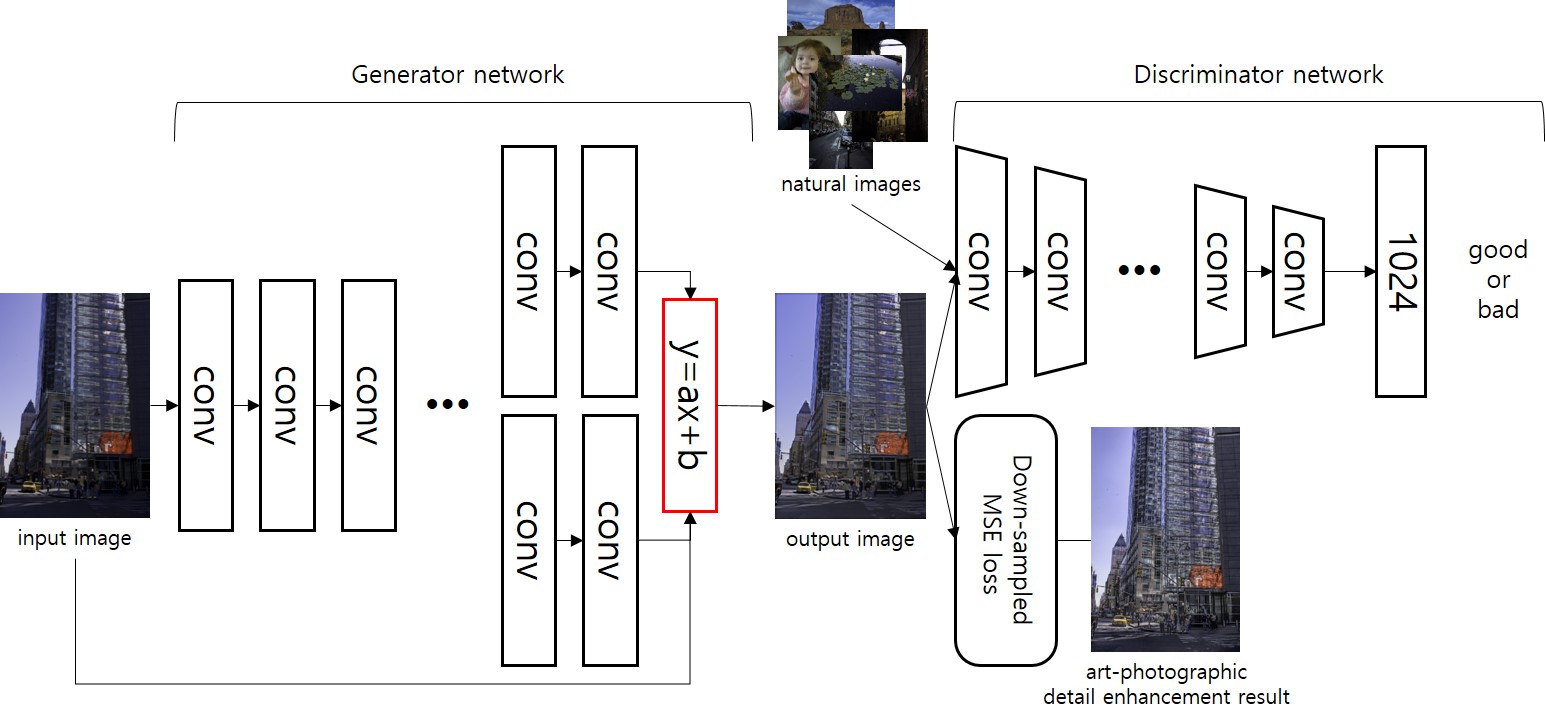 Generator network
Discriminator network
natural images
conv
conv
conv
conv
conv
conv
conv
y=ax+b
conv
conv
•••
conv
conv
•••
1024
good
or
bad
input image
output image
Down-sampled
MSE loss
art-photographic
detail enhancement result